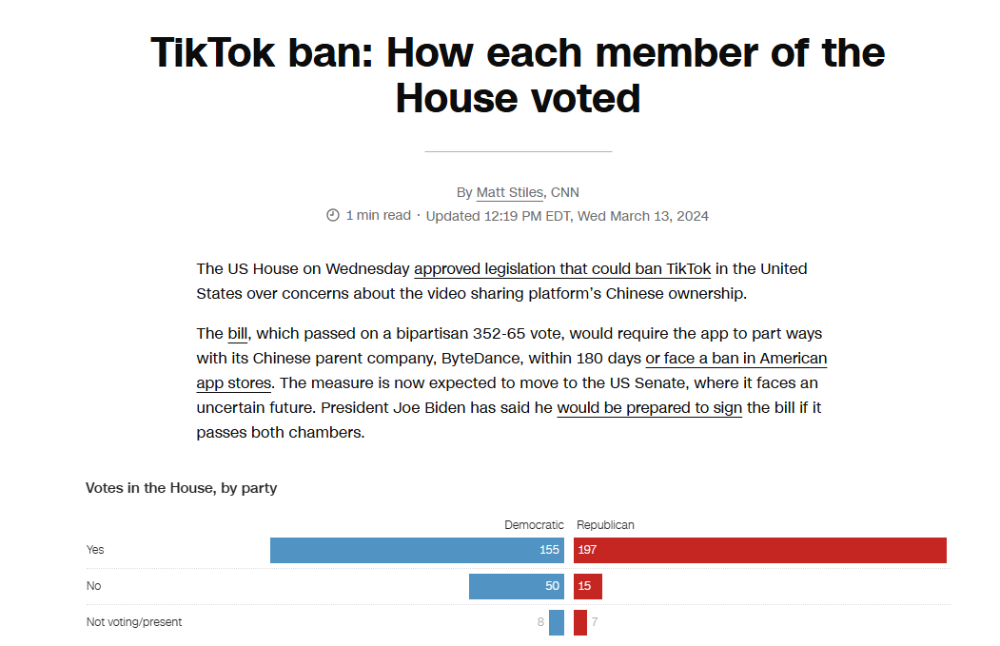 TikTok ban: How each member of the
House voted
By Matt Stiles, CNN
1 min read · Updated 12:19 PM EDT, Wed March 13, 2024
The US House on Wednesday approved legislation that could ban TikTok in the United
States over concerns about the video sharing platform’s Chinese ownership.
The bill, which passed on a bipartisan 352-65 vote, would require the app to part ways
with its Chinese parent company, ByteDance, within 180 days or face a ban in American
app stores. The measure is now expected to move to the US Senate, where it faces an
uncertain future. President Joe Biden has said he would be prepared to sign the bill if it
passes both chambers.
Votes in the House, by party
Democratic Republican
Yes 155 197
No 50 15
Not voting/present 8 7